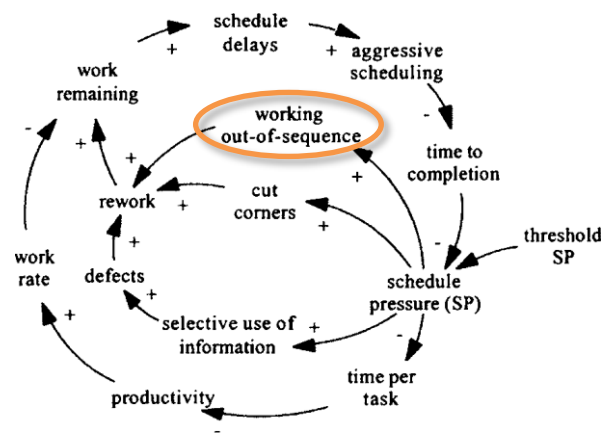 schedule
delays
+
+
aggressive
scheduling
work
remaining
-
working
out-of-sequence
-
+
+
+
time to
completion
cut
corners
+
rework
+
+
-
threshold
SP
work
rate
defects
+
+
schedule
pressure (SP)
selective use of
information
+
-
+
time per
task
productivity
-